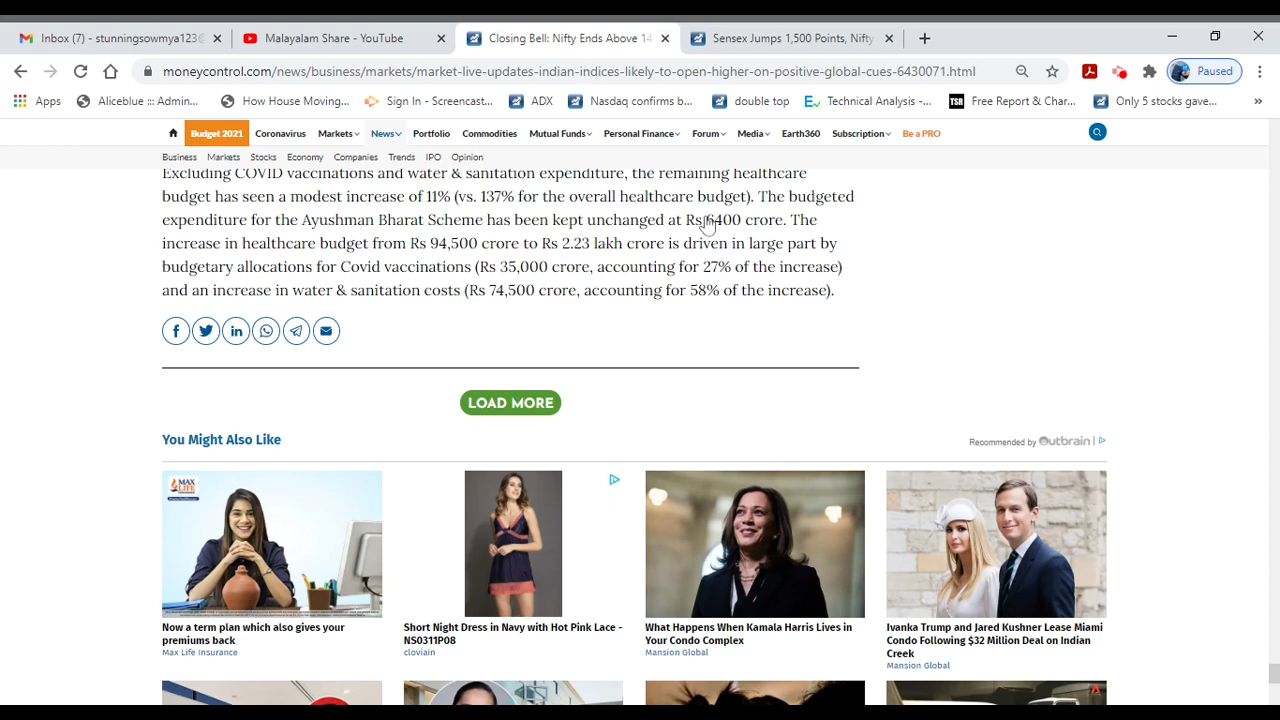 Inbox (7) - stunningsowmya123@
Malayalam Share - YouTube
Closing Bell: Nifty Ends Above 14
Sensex Jumps 1,500 Points, Nifty
moneycontrol.com/news/business/markets/market-live-updates-indian-indices-likely-to-open-higher-on-positive-global-cues-6430071.html
Paused
Apps
Aliceblue ::: Admin...
How House Moving...
Sign In - Screencast...
ADX
Nasdaq confirms b...
double top
Technical Analysis -...
TSR
Free Report & Char...
Only 5 stocks gave...
Budget 2021
Coronavirus
Markets
News
Portfolio
Commodities
Mutual Funds
Personal Finance
Forum
Media
Earth360
Subscription
Be a PRO
Business
Markets
Stocks
Economy
Companies
Trends
IPO
Opinion
Excluding COVID vaccinations and water & sanitation expenditure, the remaining healthcare
budget has seen a modest increase of 11% (vs. 137% for the overall healthcare budget). The budgeted
expenditure for the Ayushman Bharat Scheme has been kept unchanged at Rs 6400 crore. The
increase in healthcare budget from Rs 94,500 crore to Rs 2.23 lakh crore is driven in large part by
budgetary allocations for Covid vaccinations (Rs 35,000 crore, accounting for 27% of the increase)
and an increase in water & sanitation costs (Rs 74,500 crore, accounting for 58% of the increase).
LOAD MORE
You Might Also Like
Recommended by Outbrain
MAX
LIFE
Now a term plan which also gives your
premiums back
Max Life Insurance
Short Night Dress in Navy with Hot Pink Lace -
NS0311P08
cloviain
What Happens When Kamala Harris Lives in
Your Condo Complex
Mansion Global
Ivanka Trump and Jared Kushner Lease Miami
Condo Following $32 Million Deal on Indian
Creek
Mansion Global